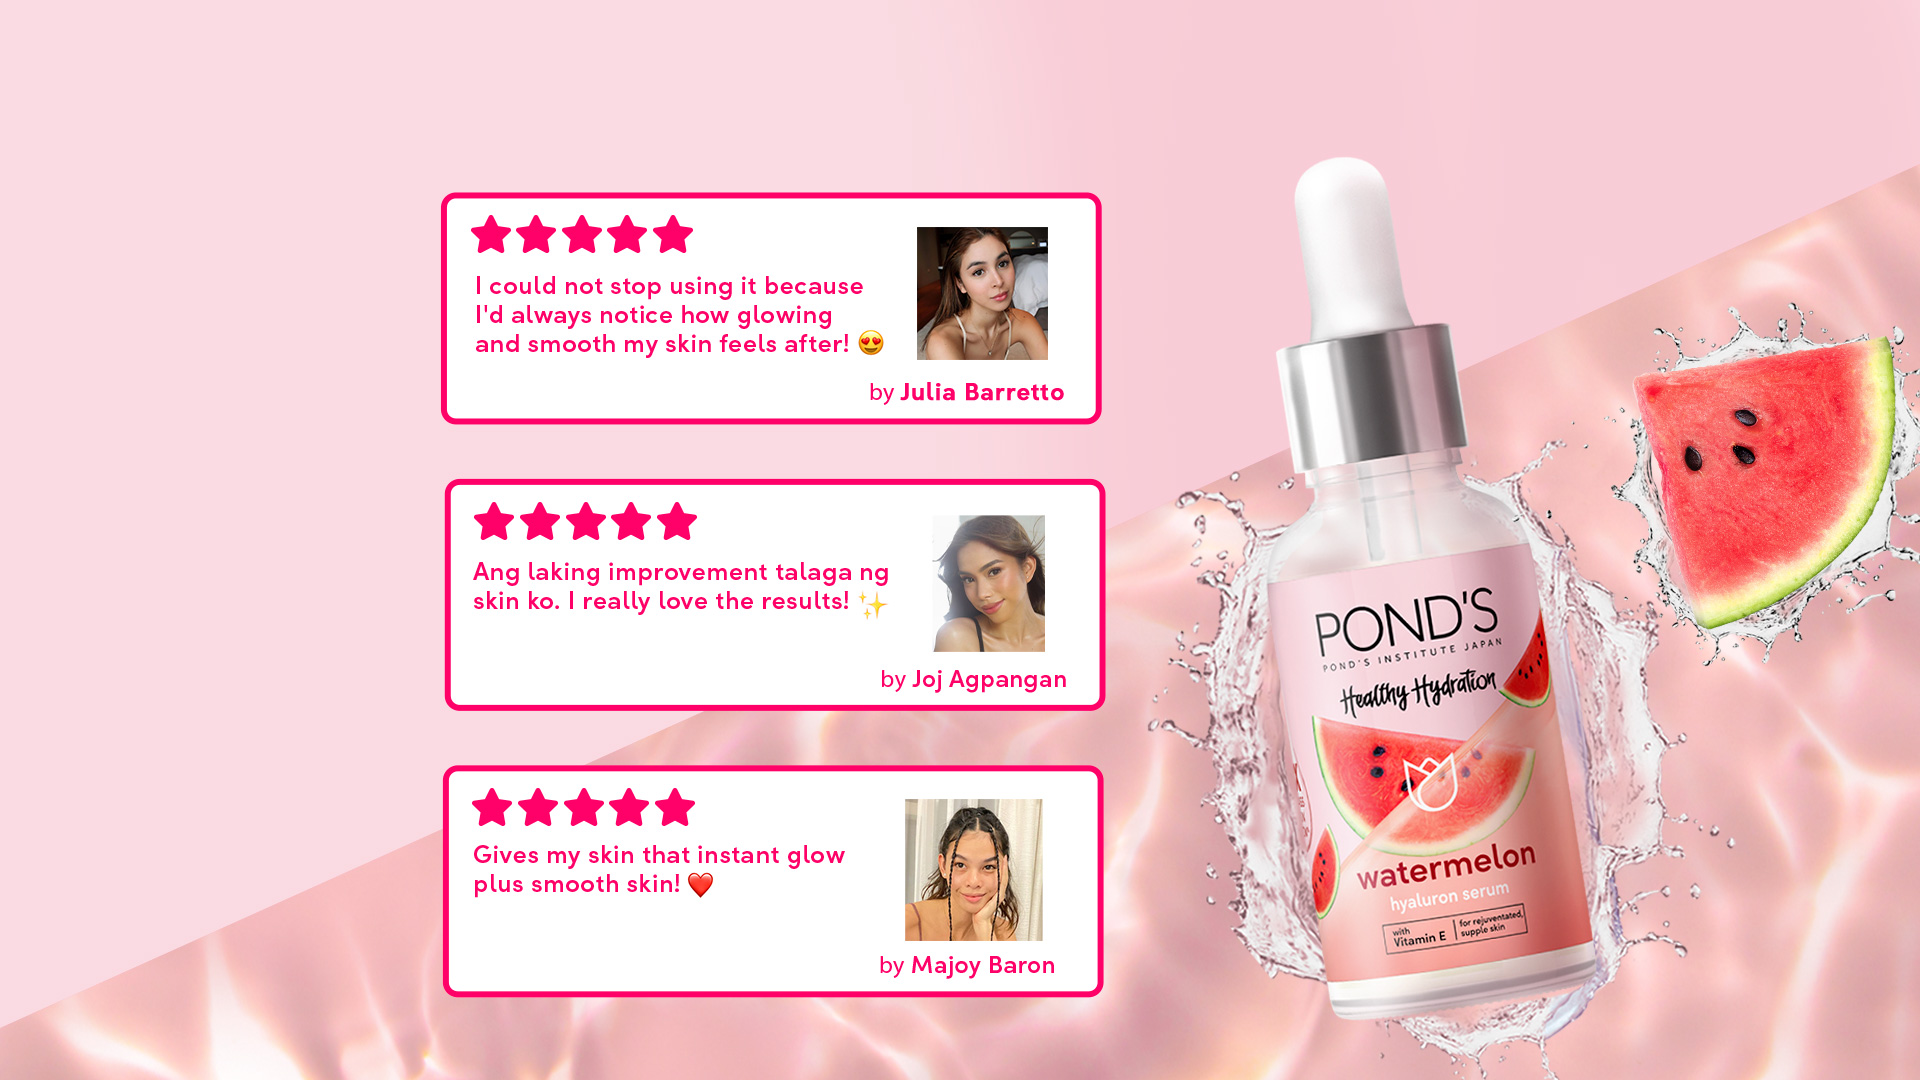 I could not stop using it because
I'd always notice how glowing
and smooth my skin feels after! 😍
by Julia Barretto
Ang laking improvement talaga ng
skin ko. I really love the results! ✨
by Joj Agpangan
Gives my skin that instant glow
plus smooth skin! ❤️
by Majoy Baron
POND'S
POND'S INSTITUTE JAPAN
Healthy Hydration
watermelon
hyaluron serum
with
Vitamin E
for rejuventated,
supple skin